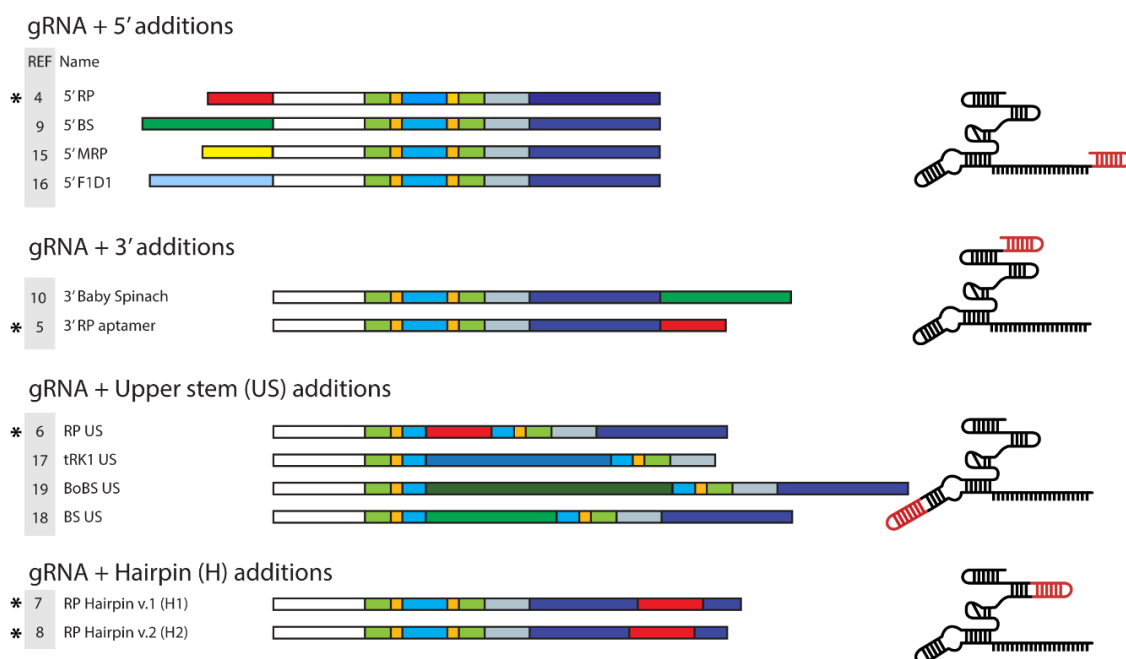 gRNA + 5' additions
REF Name
* 4 5' RP
9 5' BS
15 5' MRP
16 5' F1D1
gRNA + 3' additions
10 3' Baby Spinach
* 5 3' RP aptamer
gRNA + Upper stem (US) additions
* 6 RP US
17 tRK1 US
19 BoBS US
18 BS US
gRNA + Hairpin (H) additions
* 7 RP Hairpin v.1 (H1)
* 8 RP Hairpin v.2 (H2)